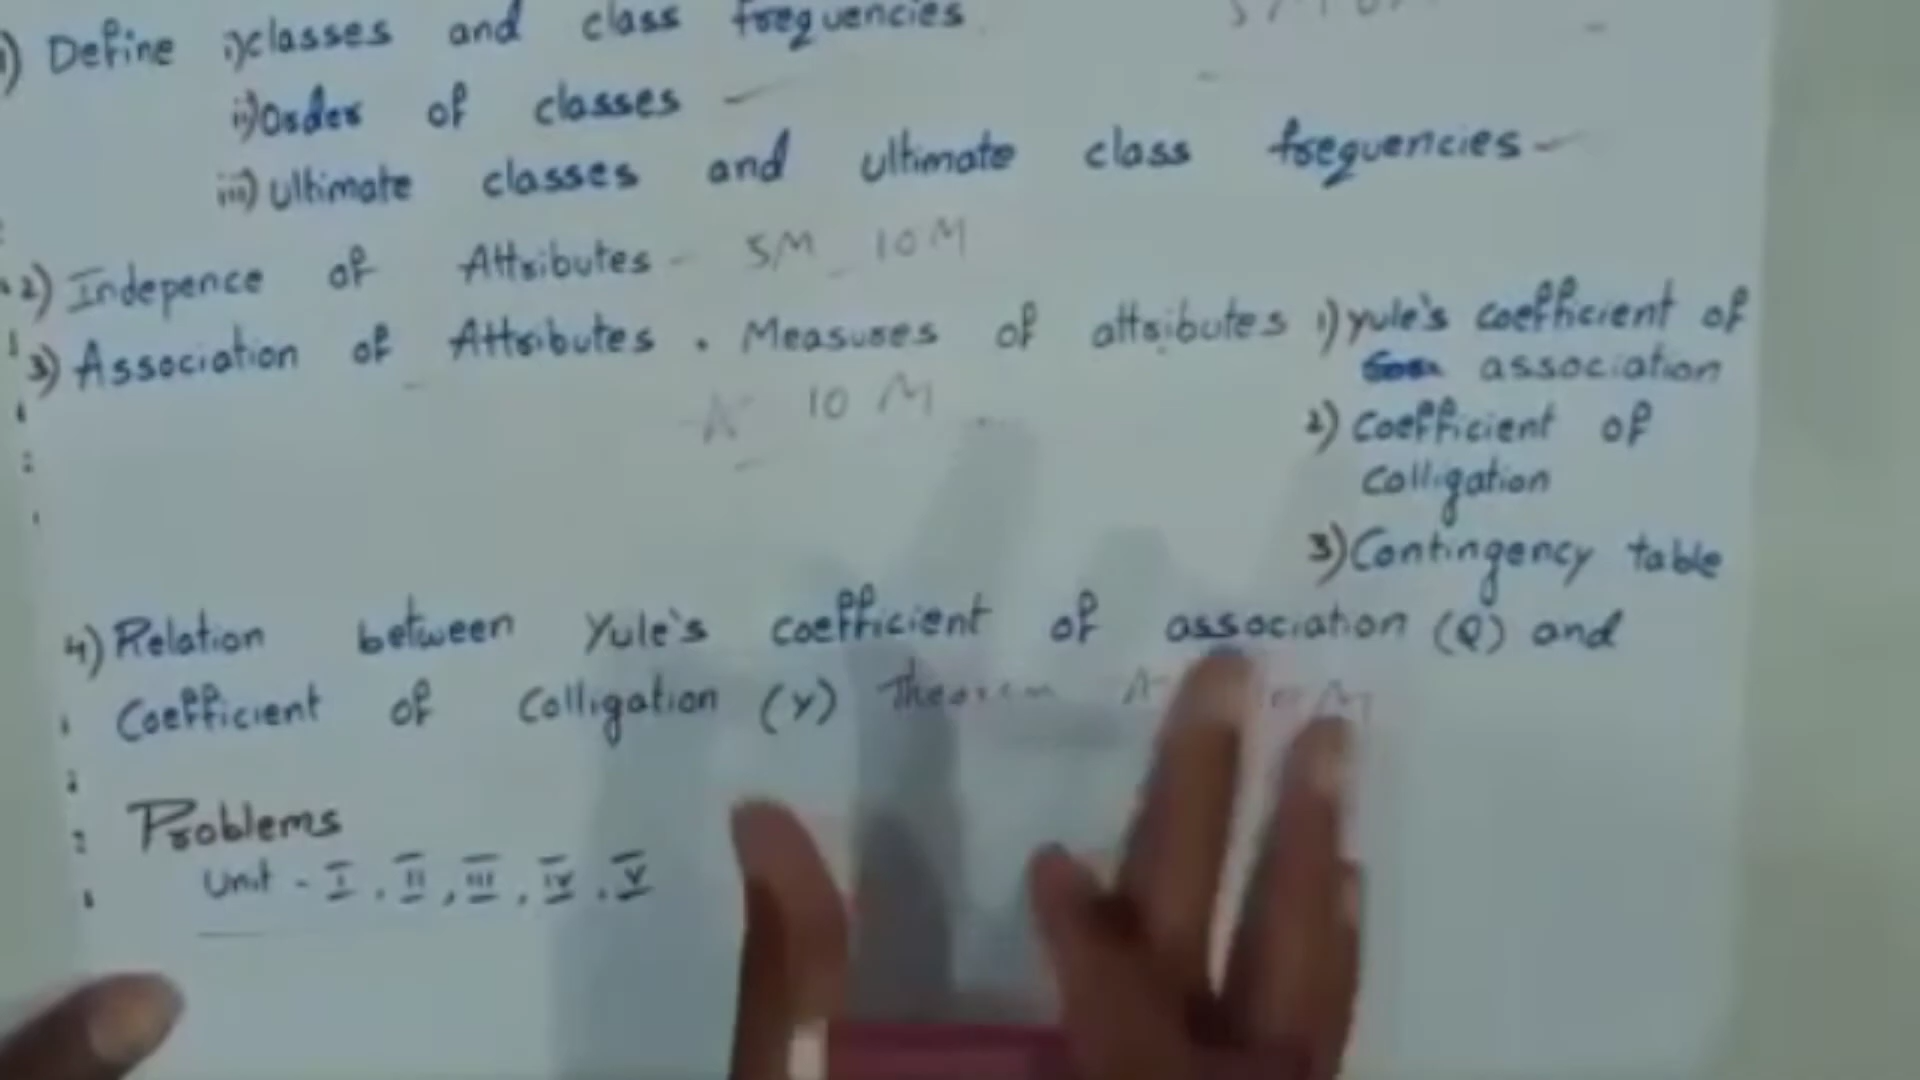 1) Define i) classes and class frequencies
ii) Order of classes -
iii) Ultimate classes and ultimate class frequencies -
2) Indepence of Attributes - 5M 10M
3) Association of Attributes . Measures of attributes 1) Yule's coefficient of
association
10 M
2) Coefficient of
Colligation
3) Contingency table
4) Relation between Yule's coefficient of association (Q) and
Coefficient of Colligation (Y) Theorem
Problems
Unit - I , II , III , IV , V